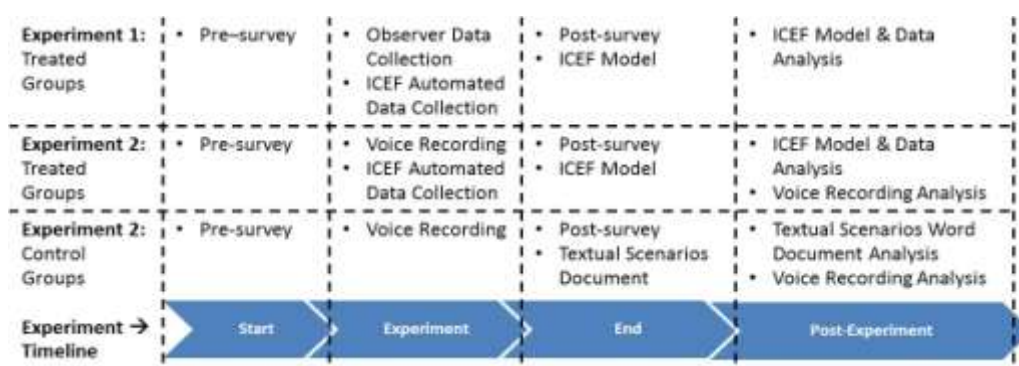 Experiment 1:
Treated
Groups
• Pre–survey
• Observer Data
Collection
• ICEF Automated
Data Collection
• Post-survey
• ICEF Model
• ICEF Model & Data
Analysis
Experiment 2:
Treated
Groups
• Pre-survey
• Voice Recording
• ICEF Automated
Data Collection
• Post-survey
• ICEF Model
• ICEF Model & Data
Analysis
• Voice Recording Analysis
Experiment 2:
Control
Groups
• Pre-survey
• Voice Recording
• Post-survey
• Textual Scenarios
Document
• Textual Scenarios Word
Document Analysis
• Voice Recording Analysis
Experiment →
Timeline
Start
Experiment
End
Post-Experiment